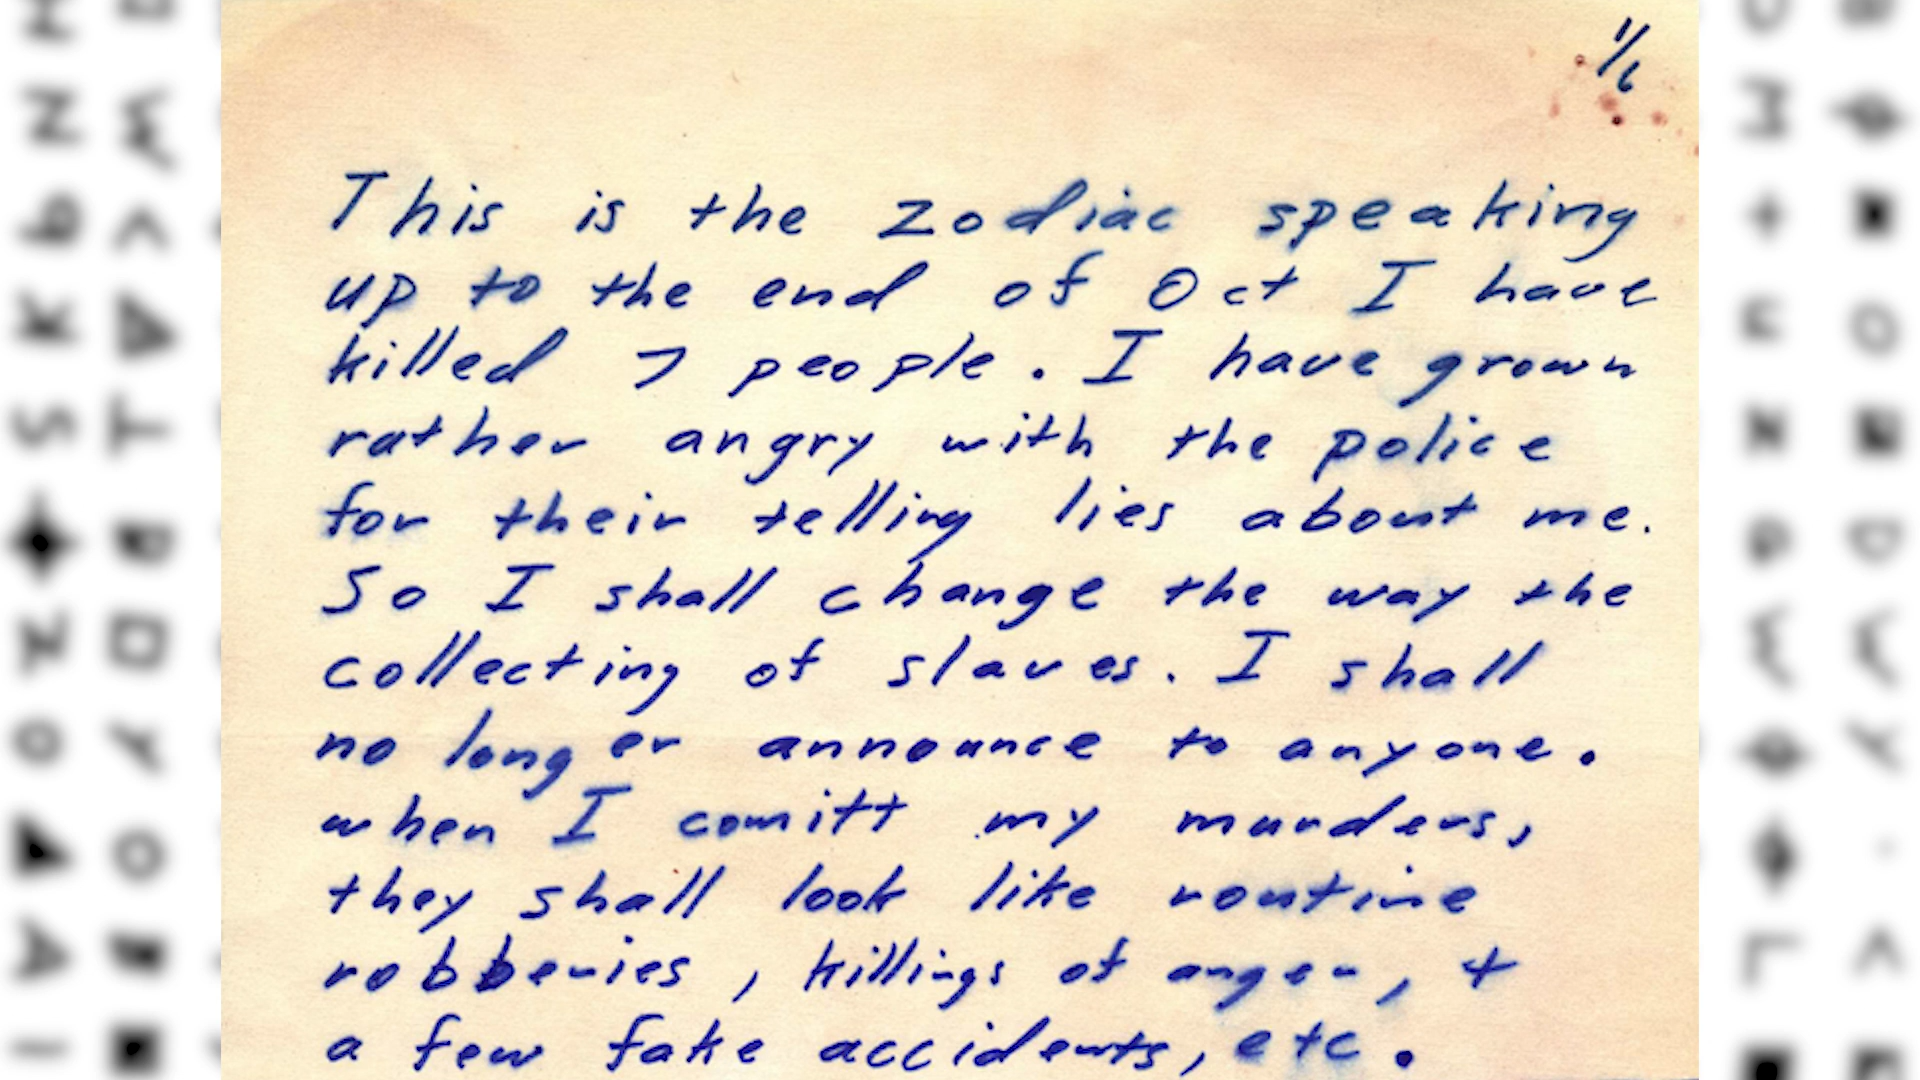 1/6
This is the Zodiac speaking
up to the end of Oct I have
killed 7 people. I have grown
rather angry with the police
for their telling lies about me.
So I shall change the way the
collecting of slaves. I shall
no longer announce to anyone.
when I comitt my murders,
they shall look like routine
robberies, killings of anger, +
a few fake accidents, etc.